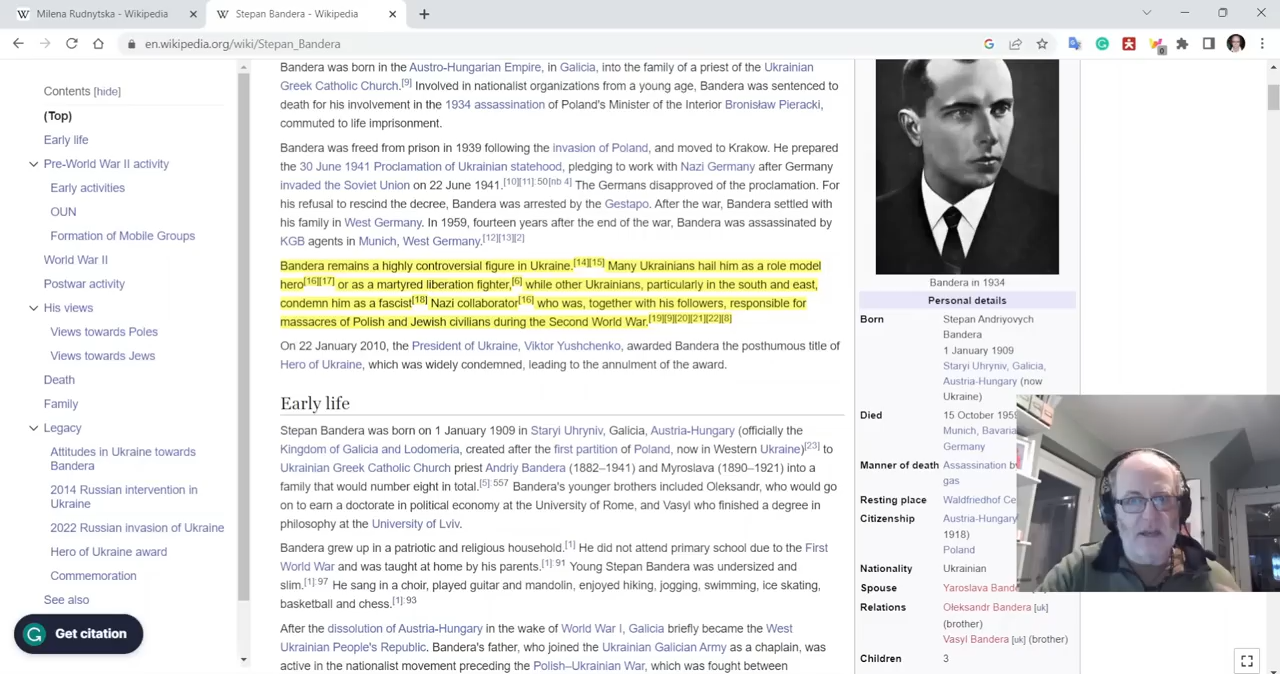 Milena Rudnytska - Wikipedia
Stepan Bandera - Wikipedia
en.wikipedia.org/wiki/Stepan_Bandera
0
Contents [hide]
(Top)
Early life
Pre-World War II activity
Early activities
OUN
Formation of Mobile Groups
World War II
Postwar activity
His views
Views towards Poles
Views towards Jews
Death
Family
Legacy
Attitudes in Ukraine towards
Bandera
2014 Russian intervention in
Ukraine
2022 Russian invasion of Ukraine
Hero of Ukraine award
Commemoration
See also
Get citation
Bandera was born in the Austro-Hungarian Empire, in Galicia, into the family of a priest of the Ukrainian
Greek Catholic Church.[9] Involved in nationalist organizations from a young age, Bandera was sentenced to
death for his involvement in the 1934 assassination of Poland's Minister of the Interior Bronisław Pieracki,
commuted to life imprisonment.
Bandera was freed from prison in 1939 following the invasion of Poland, and moved to Krakow. He prepared
the 30 June 1941 Proclamation of Ukrainian statehood, pledging to work with Nazi Germany after Germany
invaded the Soviet Union on 22 June 1941.[10][11]:50[nb 4] The Germans disapproved of the proclamation. For
his refusal to rescind the decree, Bandera was arrested by the Gestapo. After the war, Bandera settled with
his family in West Germany. In 1959, fourteen years after the end of the war, Bandera was assassinated by
KGB agents in Munich, West Germany.[12][13][2]
Bandera remains a highly controversial figure in Ukraine.[14][15] Many Ukrainians hail him as a role model
hero[16][17] or as a martyred liberation fighter,[6] while other Ukrainians, particularly in the south and east,
condemn him as a fascist[18] Nazi collaborator[16] who was, together with his followers, responsible for
massacres of Polish and Jewish civilians during the Second World War.[19][9][20][21][22][8]
On 22 January 2010, the President of Ukraine, Viktor Yushchenko, awarded Bandera the posthumous title of
Hero of Ukraine, which was widely condemned, leading to the annulment of the award.
Early life
Stepan Bandera was born on 1 January 1909 in Staryi Uhryniv, Galicia, Austria-Hungary (officially the
Kingdom of Galicia and Lodomeria, created after the first partition of Poland, now in Western Ukraine)[23] to
Ukrainian Greek Catholic Church priest Andriy Bandera (1882–1941) and Myroslava (1890–1921) into a
family that would number eight in total.[5]:557 Bandera's younger brothers included Oleksandr, who would go
on to earn a doctorate in political economy at the University of Rome, and Vasyl who finished a degree in
philosophy at the University of Lviv.
Bandera grew up in a patriotic and religious household.[1] He did not attend primary school due to the First
World War and was taught at home by his parents.[1]:91 Young Stepan Bandera was undersized and
slim.[1]:97 He sang in a choir, played guitar and mandolin, enjoyed hiking, jogging, swimming, ice skating,
basketball and chess.[1]:93
After the dissolution of Austria-Hungary in the wake of World War I, Galicia briefly became the West
Ukrainian People's Republic. Bandera's father, who joined the Ukrainian Galician Army as a chaplain, was
active in the nationalist movement preceding the Polish–Ukrainian War, which was fought between
Bandera in 1934
Personal details
Born Stepan Andriyovych
Bandera
1 January 1909
Staryi Uhryniv, Galicia,
Austria-Hungary (now
Ukraine)
Died 15 October 1959
Munich, Bavaria
Germany
Manner of death Assassination b
gas
Resting place Waldfriedhof Ce
Citizenship Austria-Hungary
1918)
Poland
Nationality Ukrainian
Spouse Yaroslava Band
Relations Ołeksandr Bandera [uk]
(brother)
Vasyl Bandera [uk] (brother)
Children 3